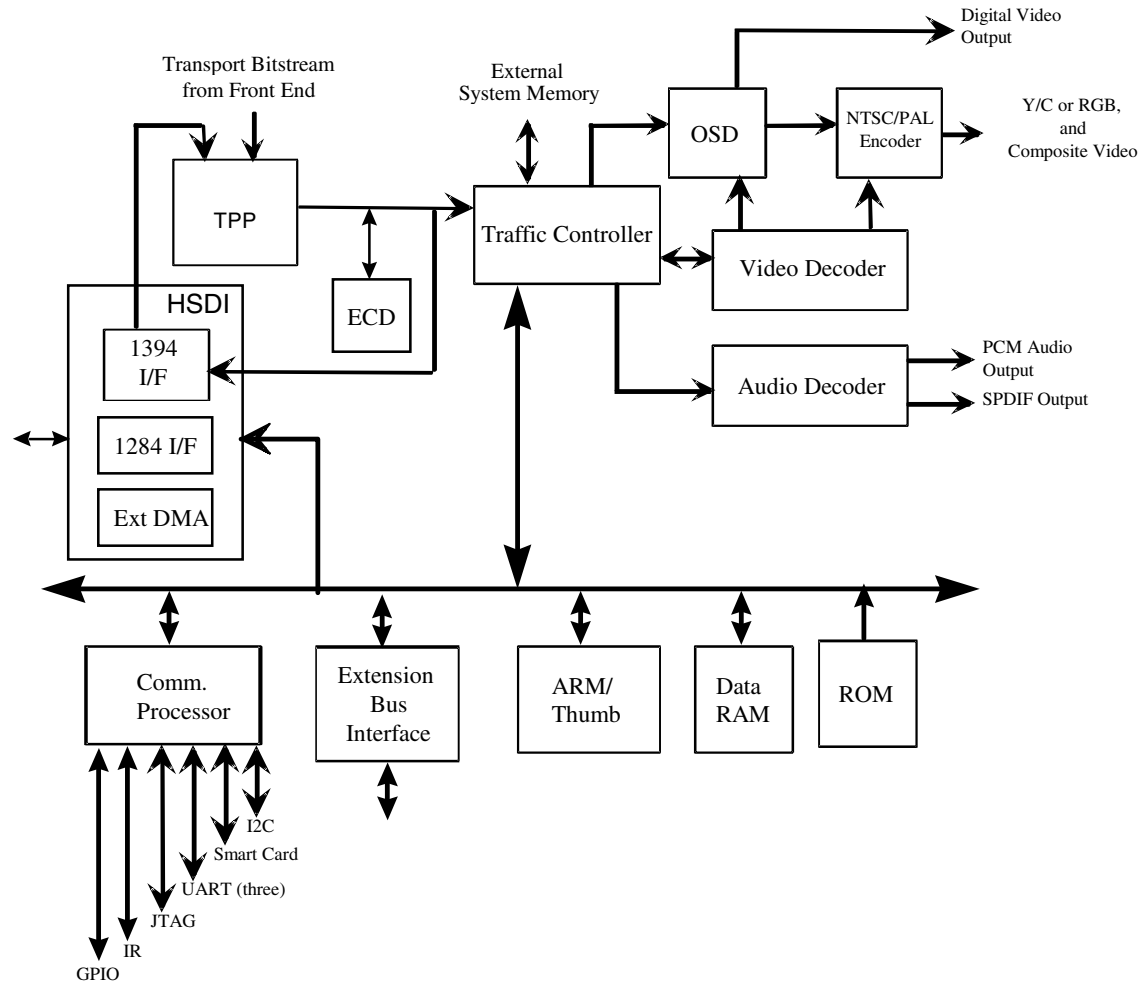 Digital Video
Output
Transport Bitstream
from Front End
External
System Memory
OSD
NTSC/PAL
Encoder
Y/C or RGB,
and
Composite Video
TPP
Traffic Controller
Video Decoder
HSDI
ECD
1394
I/F
PCM Audio
Output
Audio Decoder
SPDIF Output
1284 I/F
Ext DMA
Comm.
Processor
Extension
Bus
Interface
ARM/
Thumb
Data
RAM
ROM
I2C
Smart Card
UART (three)
JTAG
IR
GPIO